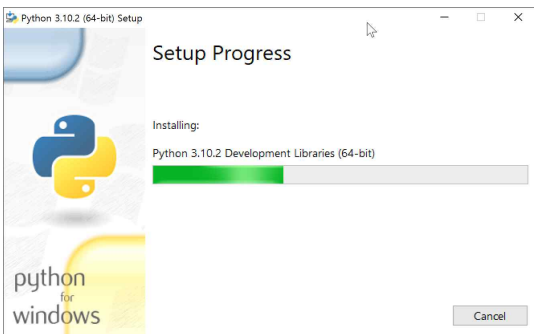 Python 3.10.2 (64-bit) Setup
Setup Progress
Installing:
Python 3.10.2 Development Libraries (64-bit)
python
for
windows
Cancel